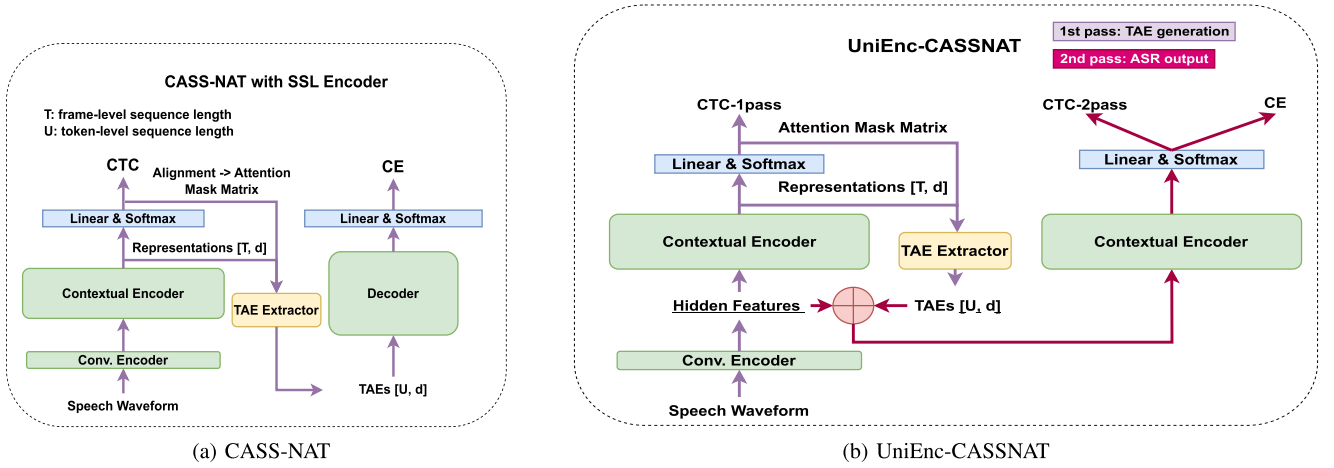 CASS-NAT with SSL Encoder
T: frame-level sequence length
U: token-level sequence length
CTC
Alignment -> Attention
Mask Matrix
CE
Linear & Softmax
Linear & Softmax
Representations [T, d]
Contextual Encoder
Decoder
TAE Extractor
Conv. Encoder
TAEs [U, d]
Speech Waveform
(a) CASS-NAT
UniEnc-CASSNAT
1st pass: TAE generation
2nd pass: ASR output
CTC-1pass
CTC-2pass
CE
Attention Mask Matrix
Linear & Softmax
Linear & Softmax
Representations [T, d]
Contextual Encoder
TAE Extractor
Contextual Encoder
Hidden Features
TAEs [U, d]
Conv. Encoder
Speech Waveform
(b) UniEnc-CASSNAT